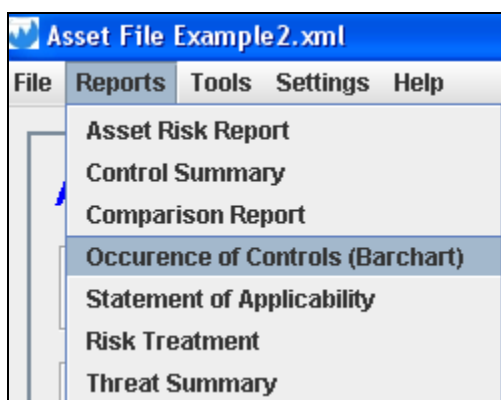 Asset File Example2.xml
File Reports Tools Settings Help
Asset Risk Report
Control Summary
Comparison Report
Occurence of Controls (Barchart)
Statement of Applicability
Risk Treatment
Threat Summary